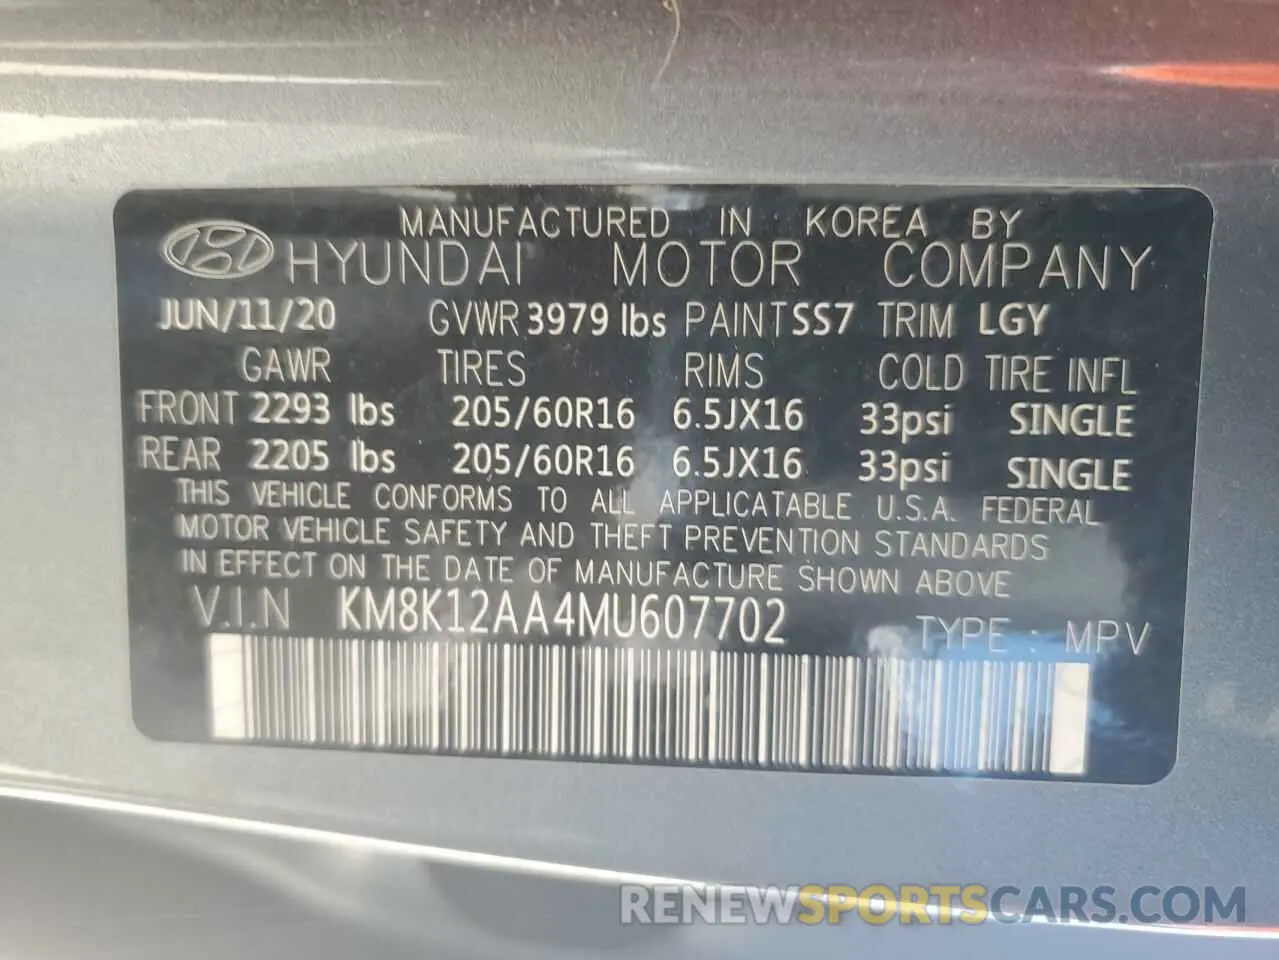 MANUFACTURED IN KOREA BY
HYUNDAI MOTOR COMPANY
JUN/11/20 GVWR 3979 lbs PAINT SS7 TRIM LGY
GAWR TIRES RIMS COLD TIRE INFL
FRONT 2293 lbs 205/60R16 6.5JX16 33psi SINGLE
REAR 2205 lbs 205/60R16 6.5JX16 33psi SINGLE
THIS VEHICLE CONFORMS TO ALL APPLICATABLE U.S.A. FEDERAL
MOTOR VEHICLE SAFETY AND THEFT PREVENTION STANDARDS
IN EFFECT ON THE DATE OF MANUFACTURE SHOWN ABOVE
V.I.N KM8K12AA4MU607702 TYPE : MPV
RENEWSPORTSCARS.COM